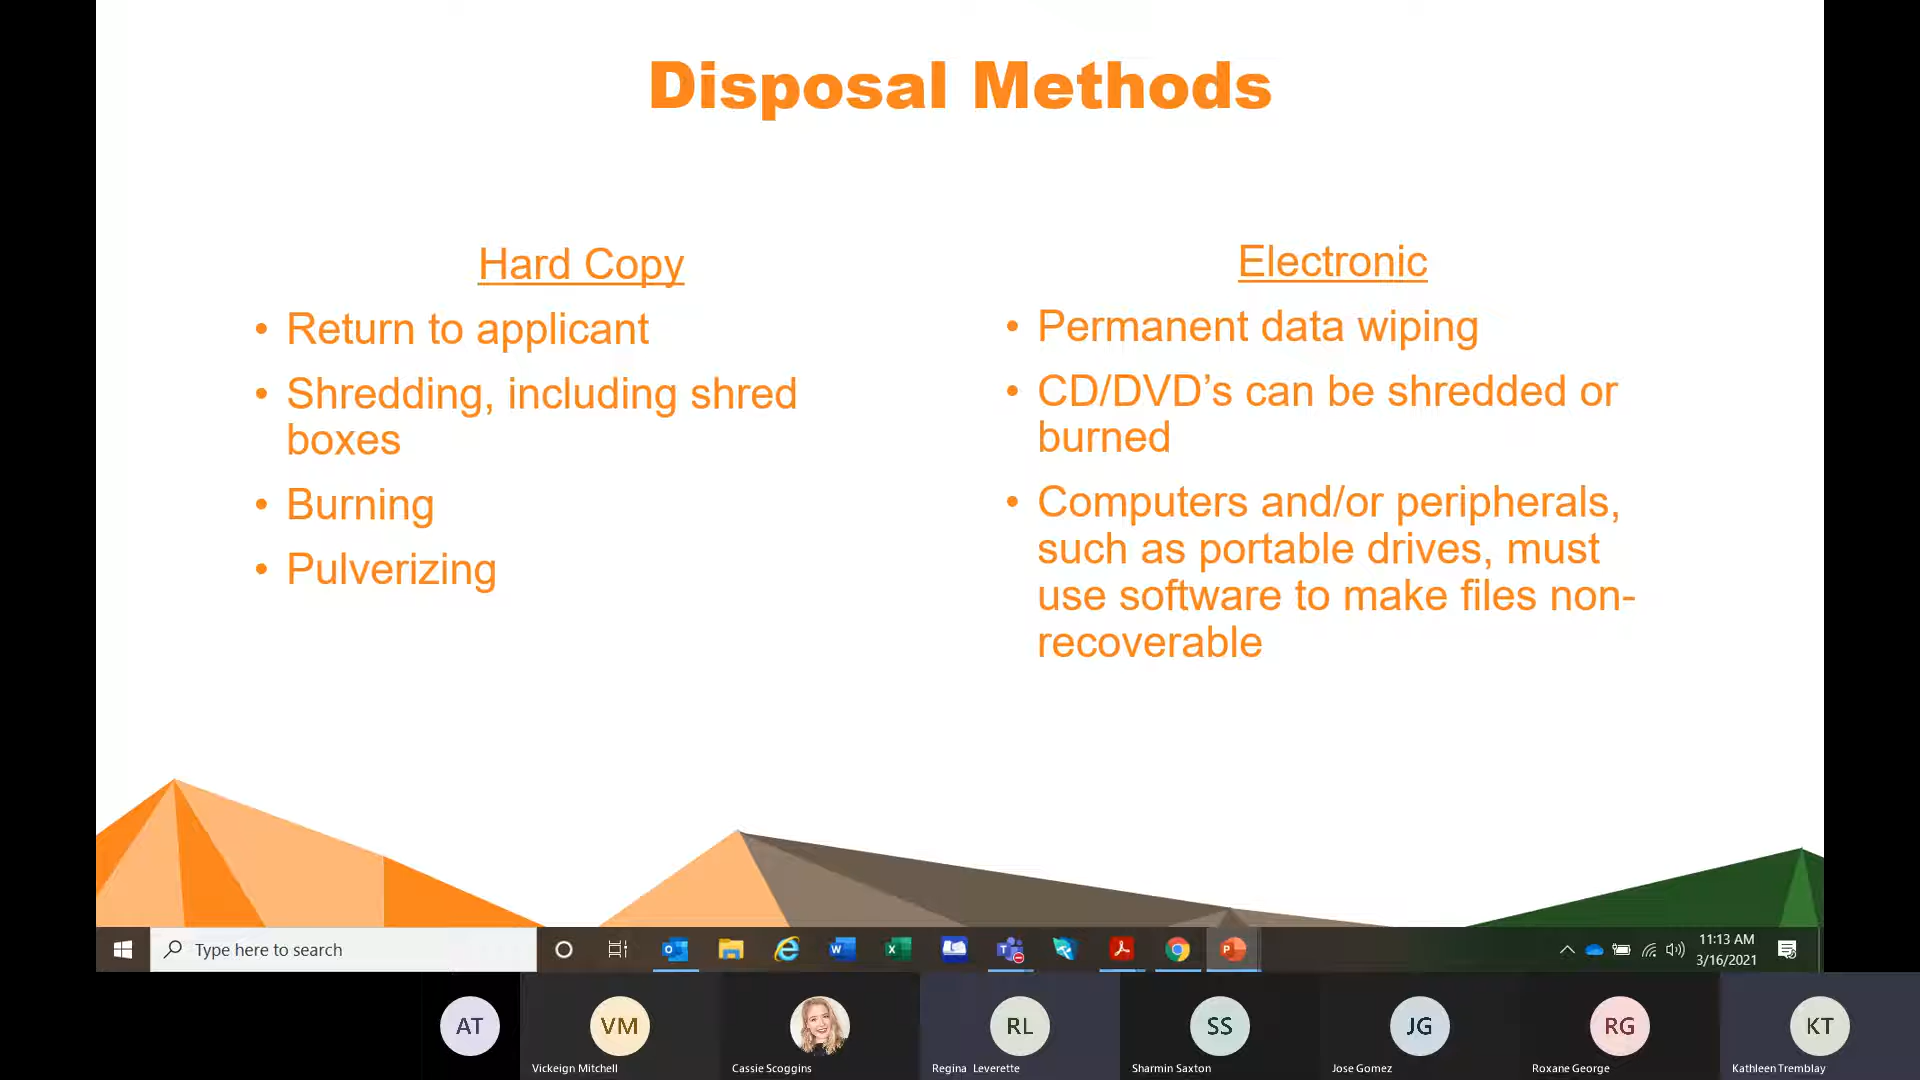 Disposal Methods
Hard Copy
• Return to applicant
• Shredding, including shred
boxes
• Burning
• Pulverizing
Electronic
• Permanent data wiping
• CD/DVD’s can be shredded or
burned
• Computers and/or peripherals,
such as portable drives, must
use software to make files non-
recoverable
Type here to search
11:13 AM
3/16/2021
AT
VM
RL
SS
JG
RG
KT
Vickeign Mitchell
Cassie Scoggins
Regina Leverette
Sharmin Saxton
Jose Gomez
Roxane George
Kathleen Tremblay